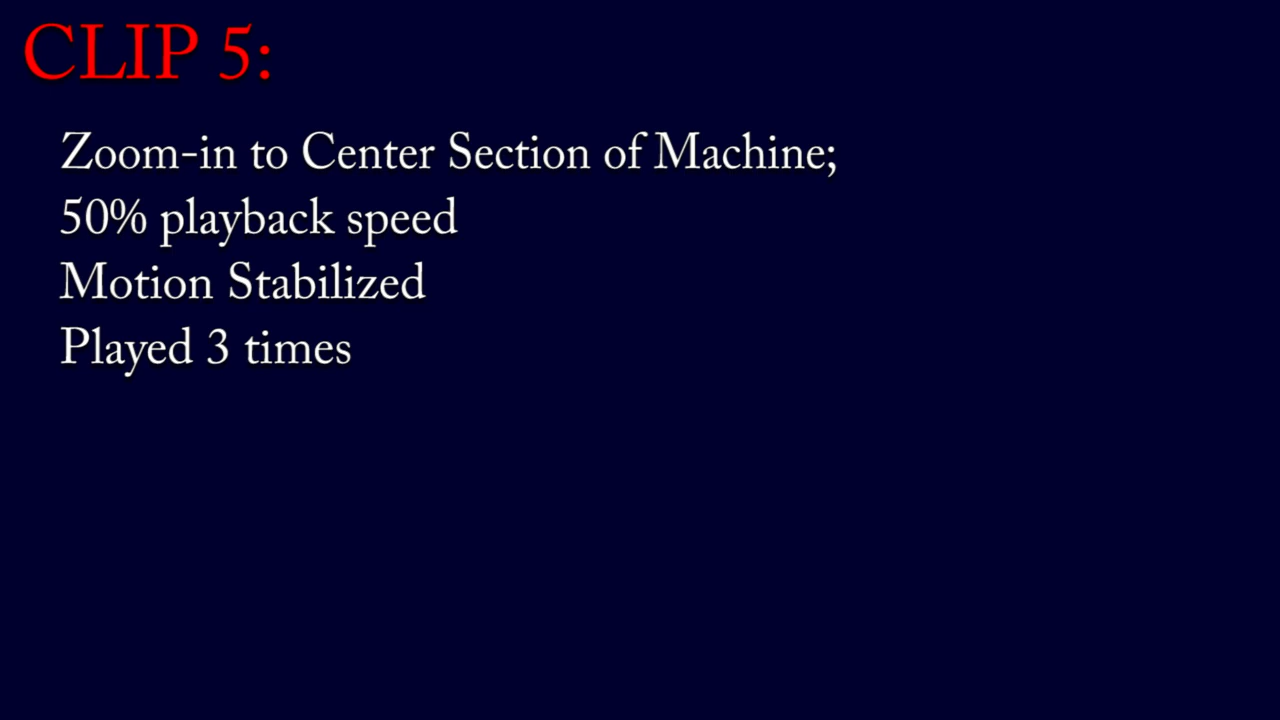 CLIP 5:
Zoom-in to Center Section of Machine;
50% playback speed
Motion Stabilized
Played 3 times